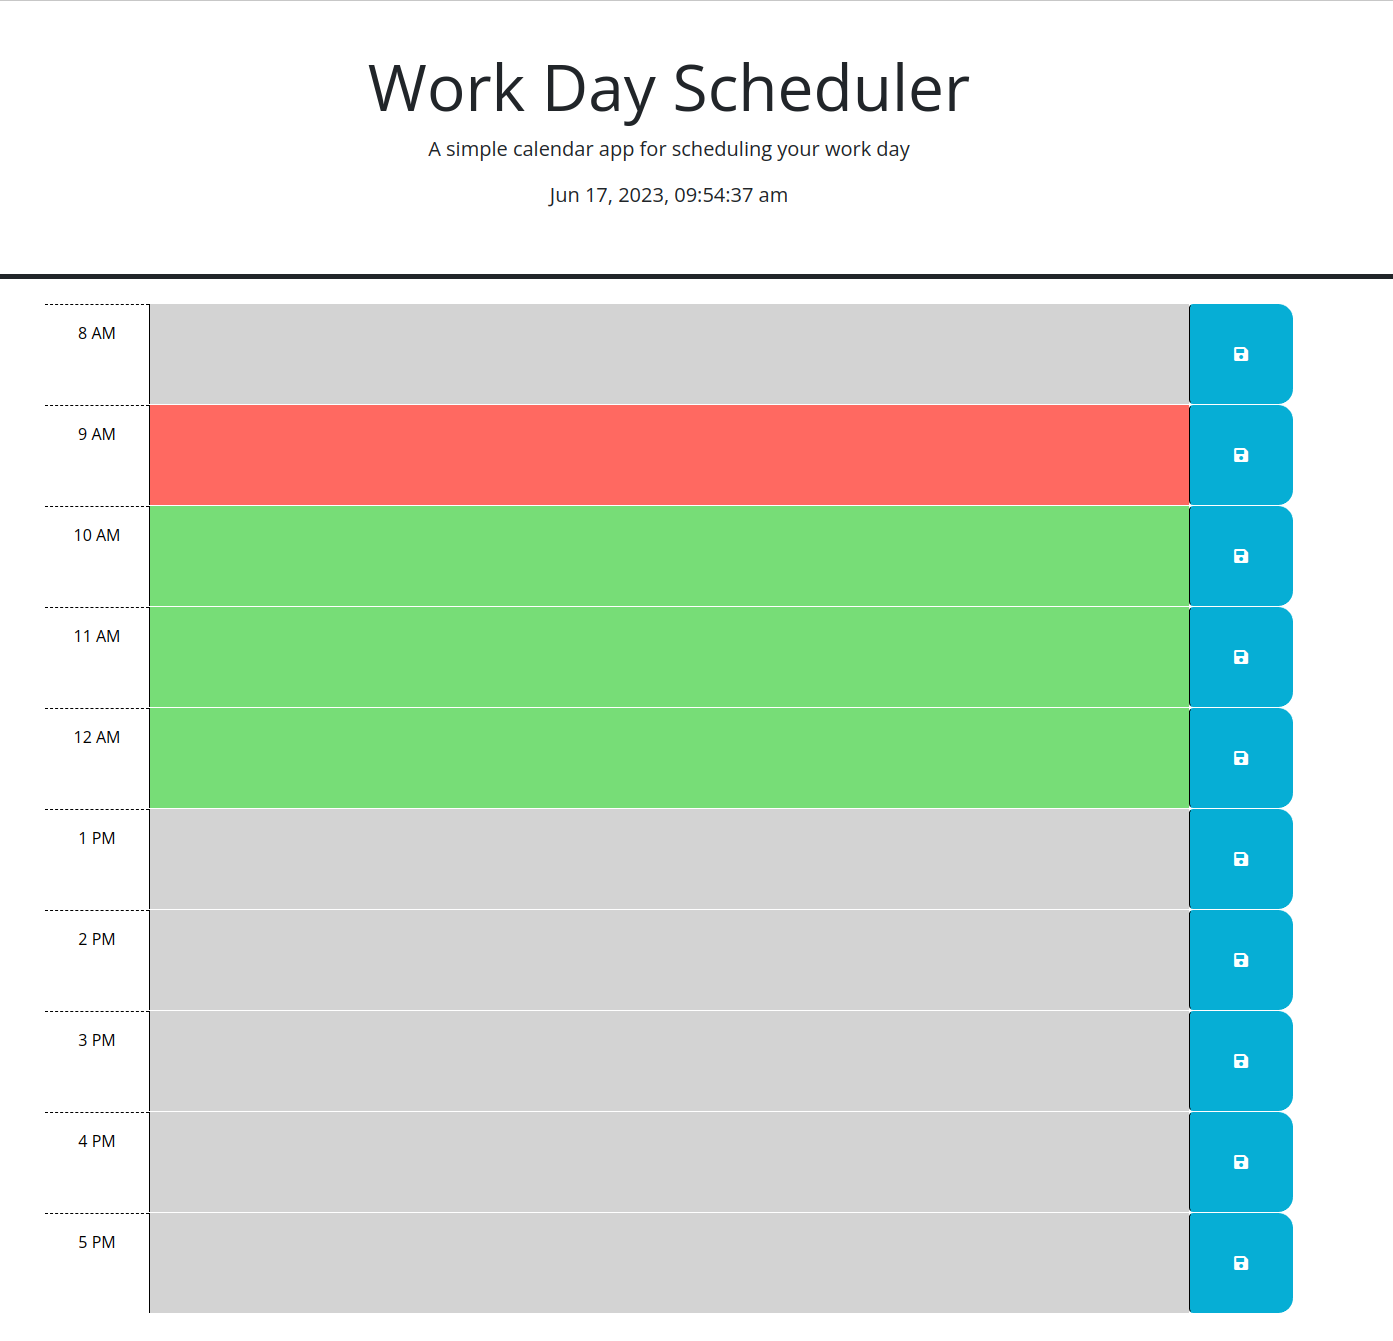 Work Day Scheduler
A simple calendar app for scheduling your work day
Jun 17, 2023, 09:54:37 am
8 AM
9 AM
10 AM
11 AM
12 AM
1 PM
2 PM
3 PM
4 PM
5 PM